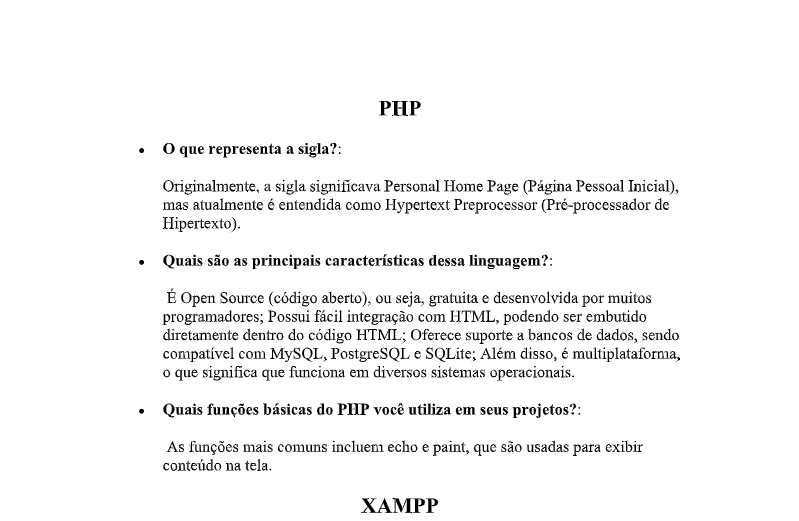 PHP
• O que representa a sigla?:
Originalmente, a sigla significava Personal Home Page (Página Pessoal Inicial),
mas atualmente é entendida como Hypertext Preprocessor (Pré-processador de
Hipertexto).
• Quais são as principais características dessa linguagem?:
É Open Source (código aberto), ou seja, gratuita e desenvolvida por muitos
programadores; Possui fácil integração com HTML, podendo ser embutido
diretamente dentro do código HTML; Oferece suporte a bancos de dados, sendo
compatível com MySQL, PostgreSQL e SQLite; Além disso, é multiplataforma,
o que significa que funciona em diversos sistemas operacionais.
• Quais funções básicas do PHP você utiliza em seus projetos?:
As funções mais comuns incluem echo e paint, que são usadas para exibir
conteúdo na tela.
XAMPP